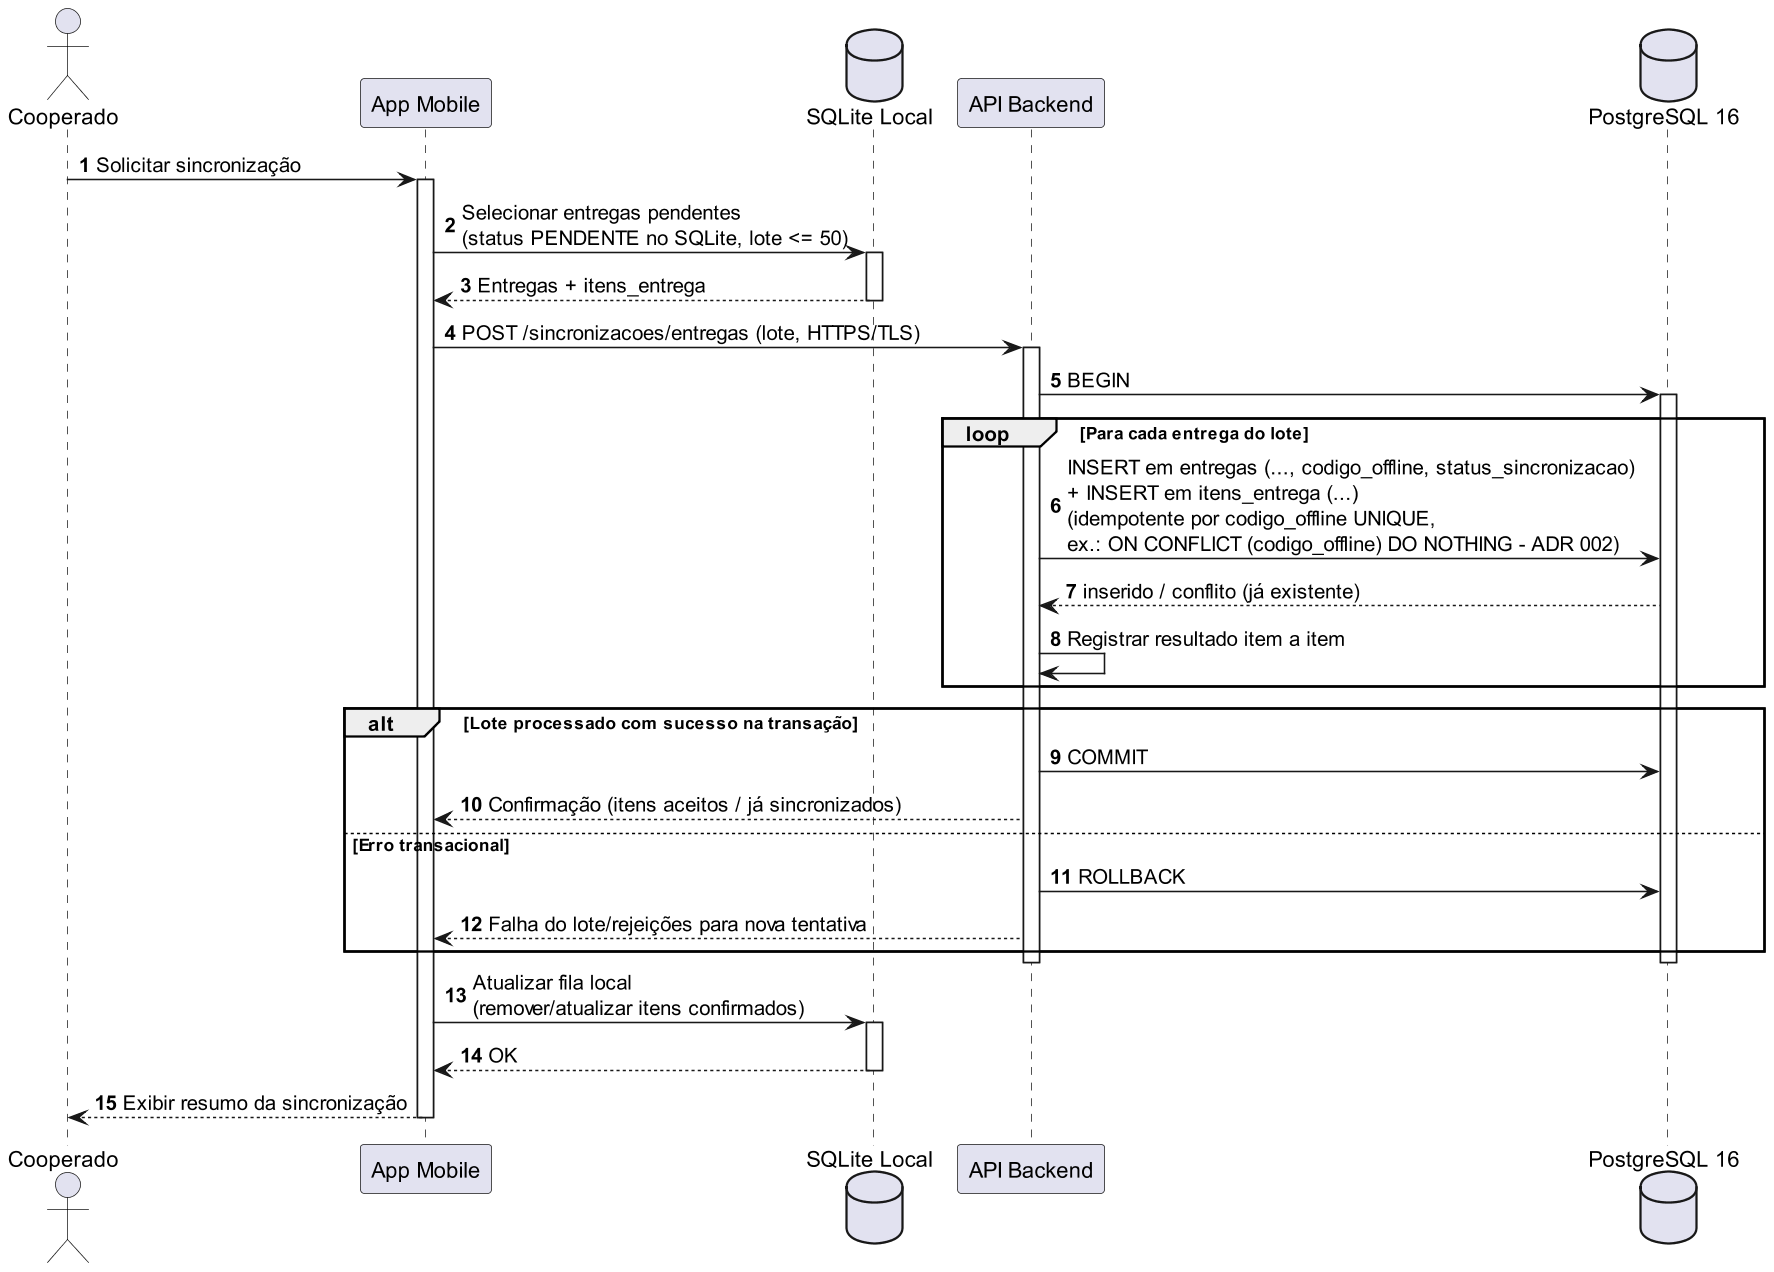 Cooperado
App Mobile
SQLite Local
API Backend
PostgreSQL 16
1 Solicitar sincronização
2 Selecionar entregas pendentes
(status PENDENTE no SQLite, lote <= 50)
3 Entregas + itens_entrega
4 POST /sincronizacoes/entregas (lote, HTTPS/TLS)
5 BEGIN
loop [Para cada entrega do lote]
6 INSERT em entregas (..., codigo_offline, status_sincronizacao)
+ INSERT em itens_entrega (...)
(idempotente por codigo_offline UNIQUE,
ex.: ON CONFLICT (codigo_offline) DO NOTHING - ADR 002)
7 inserido / conflito (já existente)
8 Registrar resultado item a item
alt [Lote processado com sucesso na transação]
9 COMMIT
10 Confirmação (itens aceitos / já sincronizados)
[Erro transacional]
11 ROLLBACK
12 Falha do lote/rejeições para nova tentativa
13 Atualizar fila local
(remover/atualizar itens confirmados)
14 OK
15 Exibir resumo da sincronização
Cooperado
App Mobile
SQLite Local
API Backend
PostgreSQL 16